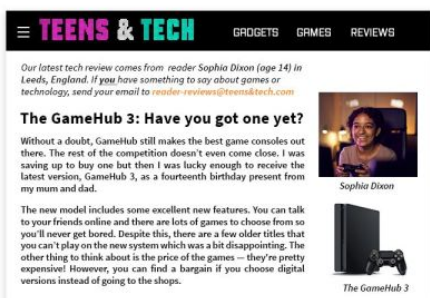 TEENS & TECH
GADGETS GAMES REVIEWS
Our latest tech review comes from reader Sophia Dixon (age 14) in
Leeds, England. If you have something to say about games or
technology, send your email to reader-reviews@teens&tech.com
The GameHub 3: Have you got one yet?
Without a doubt, GameHub still makes the best game consoles out
there. The rest of the competition doesn't even come close. I was
saving up to buy one but then I was lucky enough to receive the
latest version, GameHub 3, as a fourteenth birthday present from
my mum and dad.
The new model includes some excellent new features. You can talk
to your friends online and there are lots of games to choose from so
you'll never get bored. Despite this, there are a few older titles that
you can't play on the new system which was a bit disappointing. The
other thing to think about is the price of the games — they're pretty
expensive! However, you can find a bargain if you choose digital
versions instead of going to the shops.
Sophia Dixon
The GameHub 3